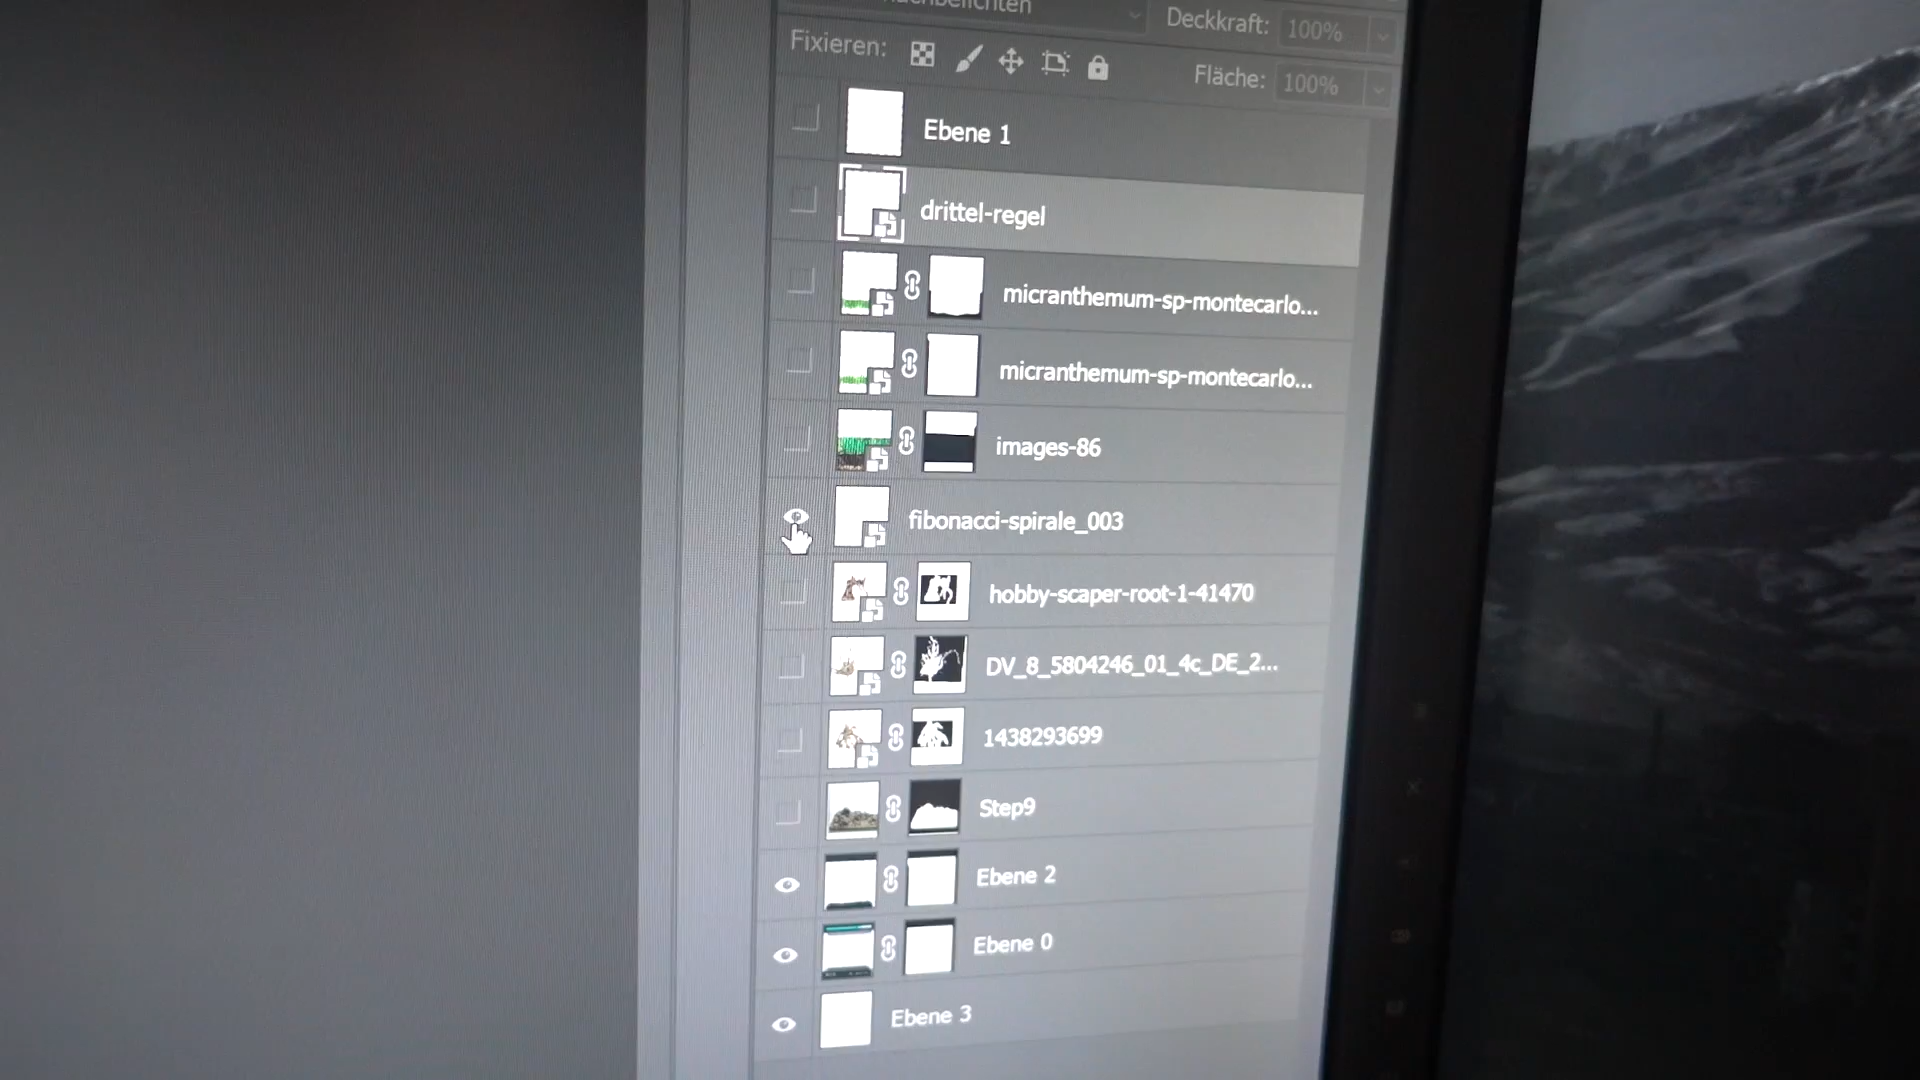 nachbelichten
Deckkraft: 100%
Fixieren:
Fläche: 100%
Ebene 1
drittel-regel
micranthemum-sp-montecarlo...
micranthemum-sp-montecarlo...
images-86
fibonacci-spirale_003
hobby-scaper-root-1-41470
DV_8_5804246_01_4c_DE_2...
1438293699
Step9
Ebene 2
Ebene 0
Ebene 3